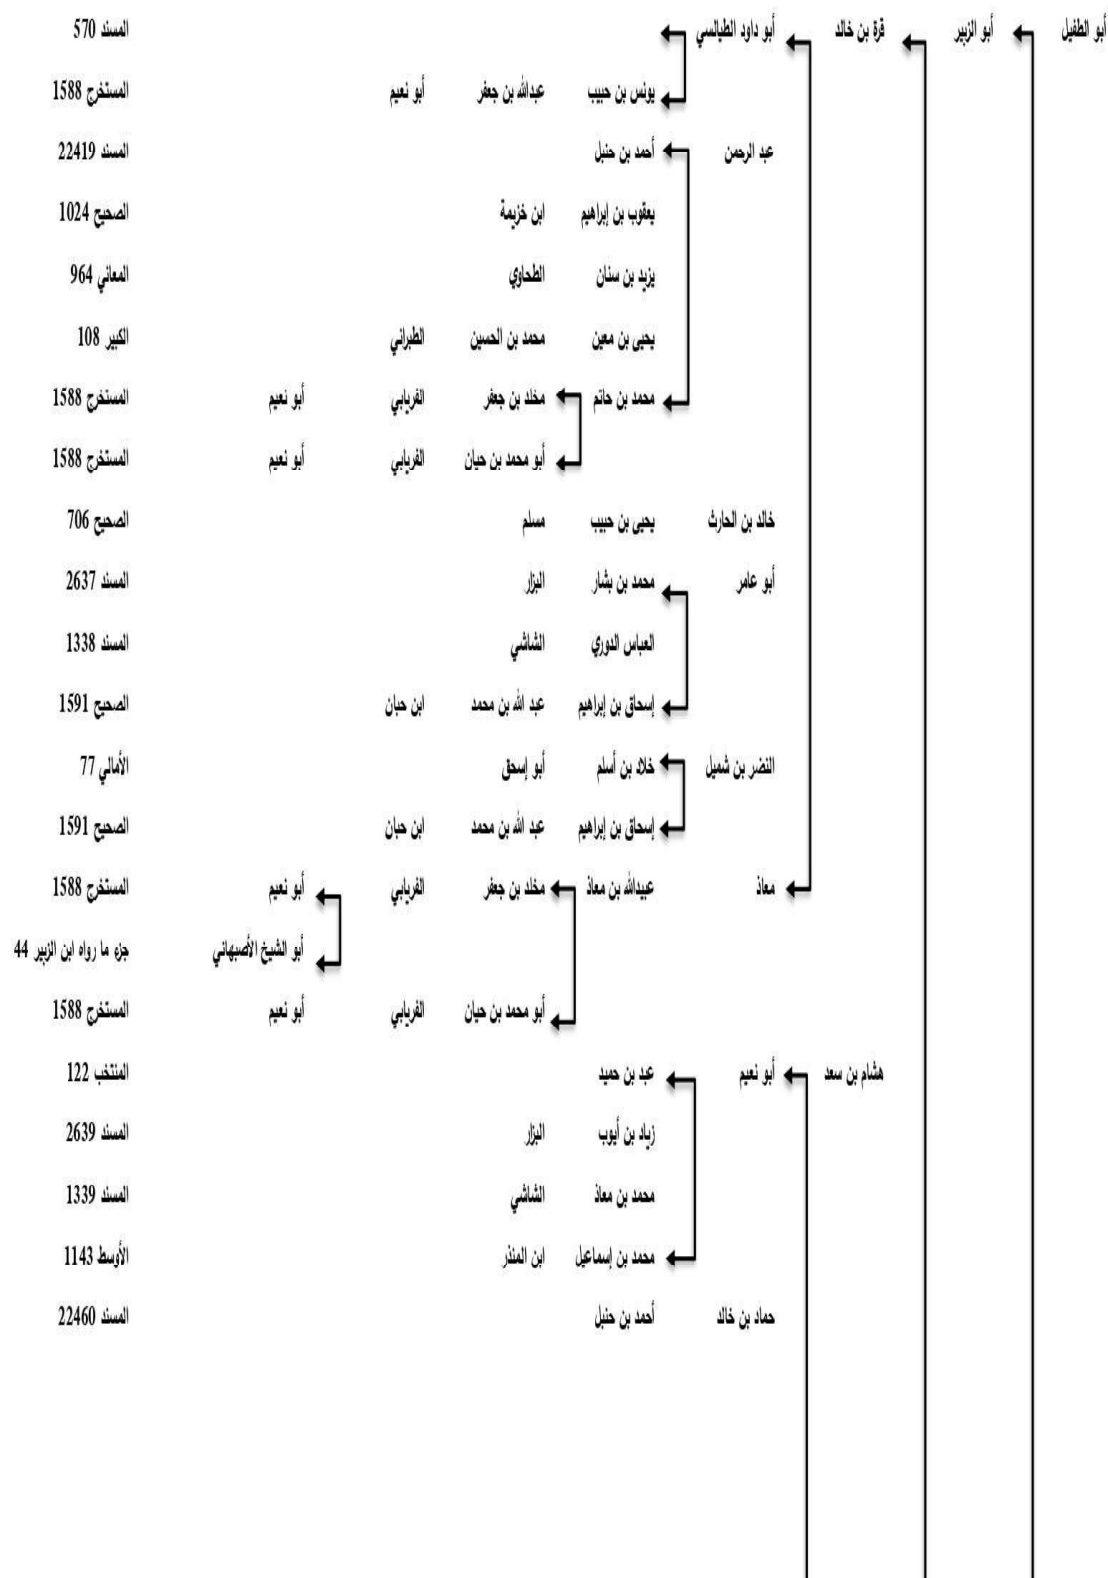 أبو الطفيل أبو الزبير قرة بن خالد أبو داود الطيالسي المسند 570
يونس بن حبيب عبدالله بن جعفر أبو نعيم المستخرج 1588
عبد الرحمن أحمد بن حنبل المسند 22419
يعقوب بن إبراهيم ابن خزيمة الصحيح 1024
يزيد بن سنان الطحاوي المعاني 964
يحيى بن معين محمد بن الحسين الطبراني الكبير 108
محمد بن حاتم مخلد بن جعفر الفريابي أبو نعيم المستخرج 1588
أبو محمد بن حيان الفريابي أبو نعيم المستخرج 1588
خالد بن الحارث يحيى بن حبيب مسلم الصحيح 706
أبو عامر محمد بن بشار البزار المسند 2637
العباس الدوري الشاشي المسند 1338
إسحاق بن إبراهيم عبد الله بن محمد ابن حبان الصحيح 1591
النضر بن شميل خلاد بن أسلم أبو إسحق الأمالي 77
إسحاق بن إبراهيم عبد الله بن محمد ابن حبان الصحيح 1591
معاذ عبيدالله بن معاذ مخلد بن جعفر الفريابي أبو نعيم المستخرج 1588
أبو الشيخ الأصبهاني جزء ما رواه ابن الزبير 44
أبو محمد بن حيان الفريابي أبو نعيم المستخرج 1588
هشام بن سعد أبو نعيم عبد بن حميد المنتخب 122
زياد بن أيوب البزار المسند 2639
محمد بن معاذ الشاشي المسند 1339
محمد بن إسماعيل ابن المنذر الأوسط 1143
حماد بن خالد أحمد بن حنبل المسند 22460